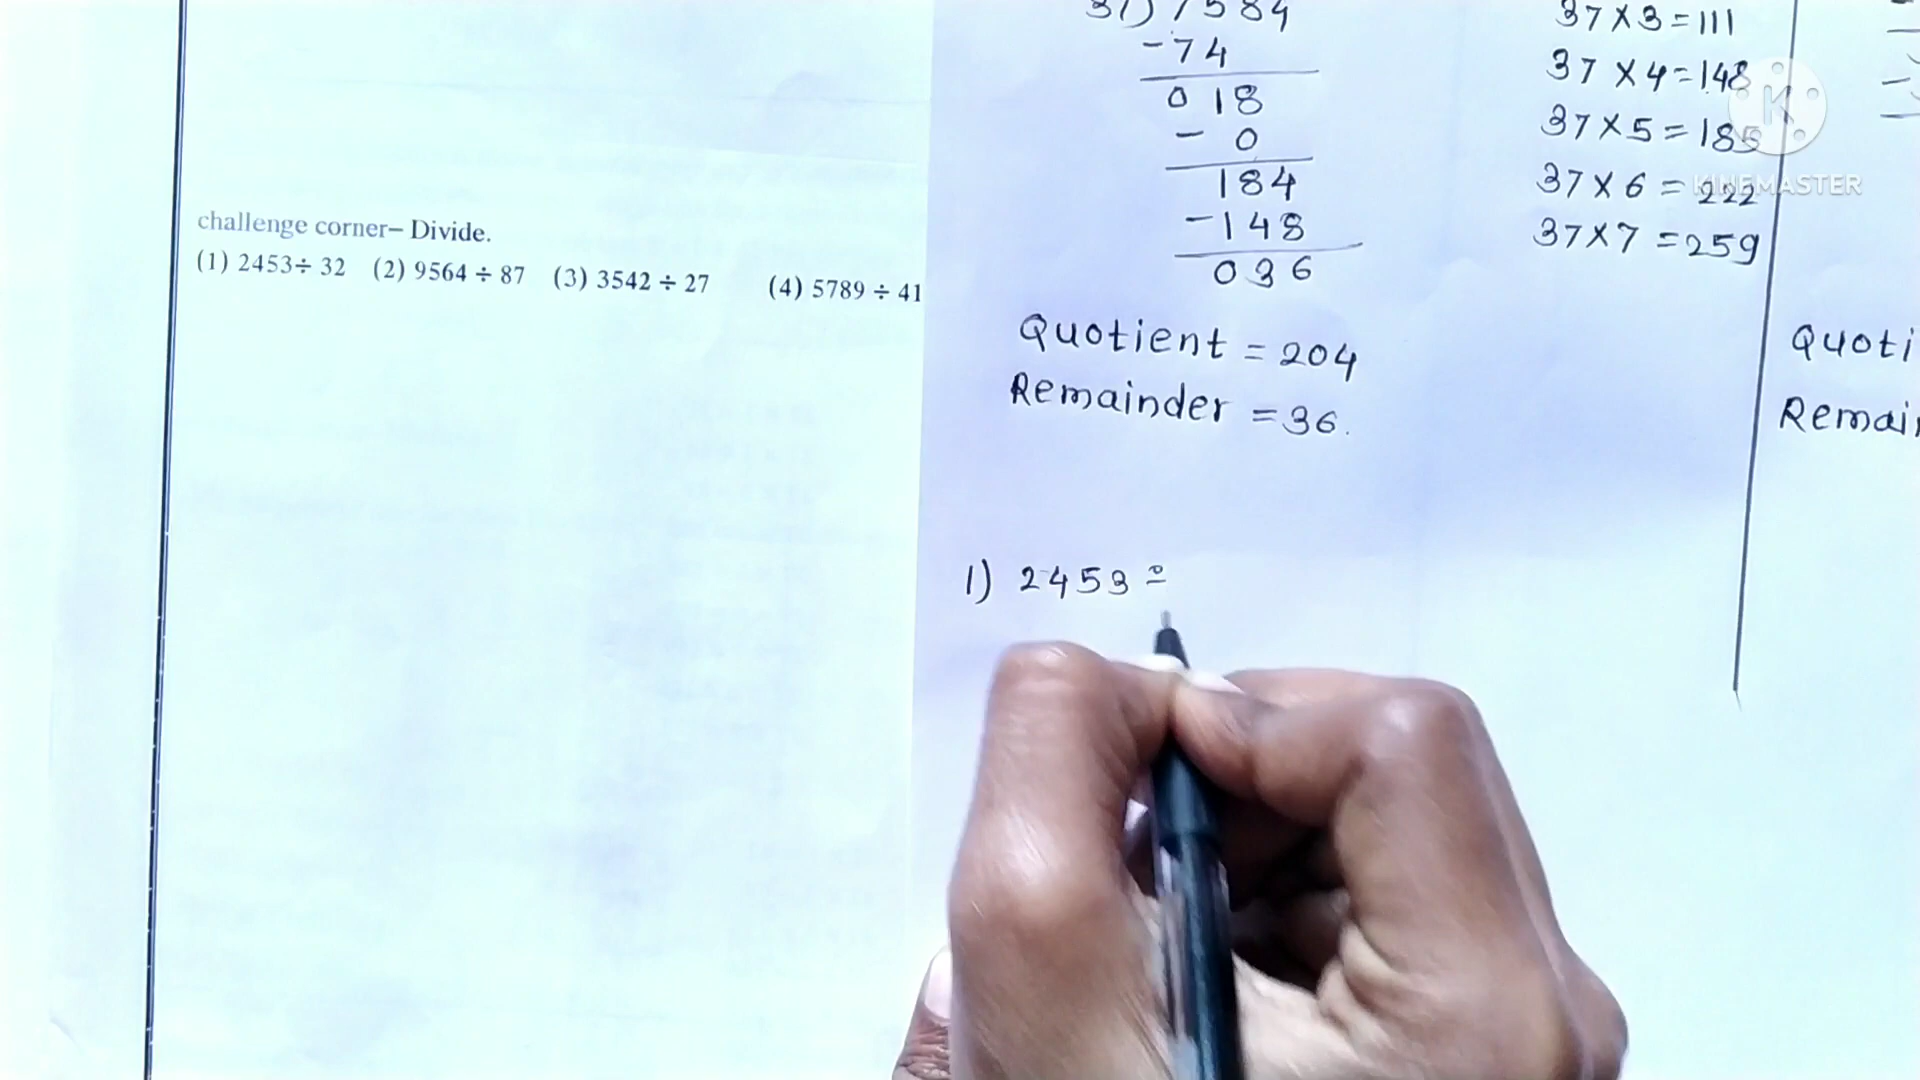 challenge corner– Divide.
(1) 2453÷ 32 (2) 9564 ÷ 87 (3) 3542 ÷ 27 (4) 5789 ÷ 41
37) 7584
-74
018
- 0
184
-148
036
Quotient = 204
Remainder = 36.
37 X 3 = 111
37 X 4 = 148
37 X 5 = 185
37 X 6 = 222
37 X 7 = 259
KINEMASTER
1) 2453